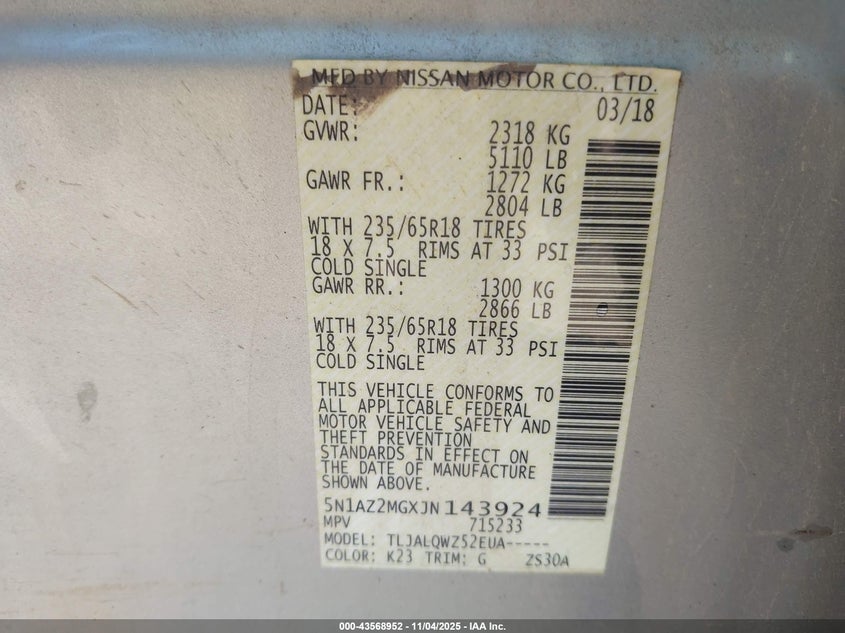 MFD BY NISSAN MOTOR CO., LTD.
DATE: 03/18
GVWR: 2318 KG
5110 LB
GAWR FR.: 1272 KG
2804 LB
WITH 235/65R18 TIRES
18 X 7.5 RIMS AT 33 PSI
COLD SINGLE
GAWR RR.: 1300 KG
2866 LB
WITH 235/65R18 TIRES
18 X 7.5 RIMS AT 33 PSI
COLD SINGLE
THIS VEHICLE CONFORMS TO
ALL APPLICABLE FEDERAL
MOTOR VEHICLE SAFETY AND
THEFT PREVENTION
STANDARDS IN EFFECT ON
THE DATE OF MANUFACTURE
SHOWN ABOVE.
5N1AZ2MGXJN143924
MPV 715233
MODEL: TLJALQWZ52EUA-----
COLOR: K23 TRIM: G ZS30A
000-43568952 - 11/04/2025 - IAA Inc.